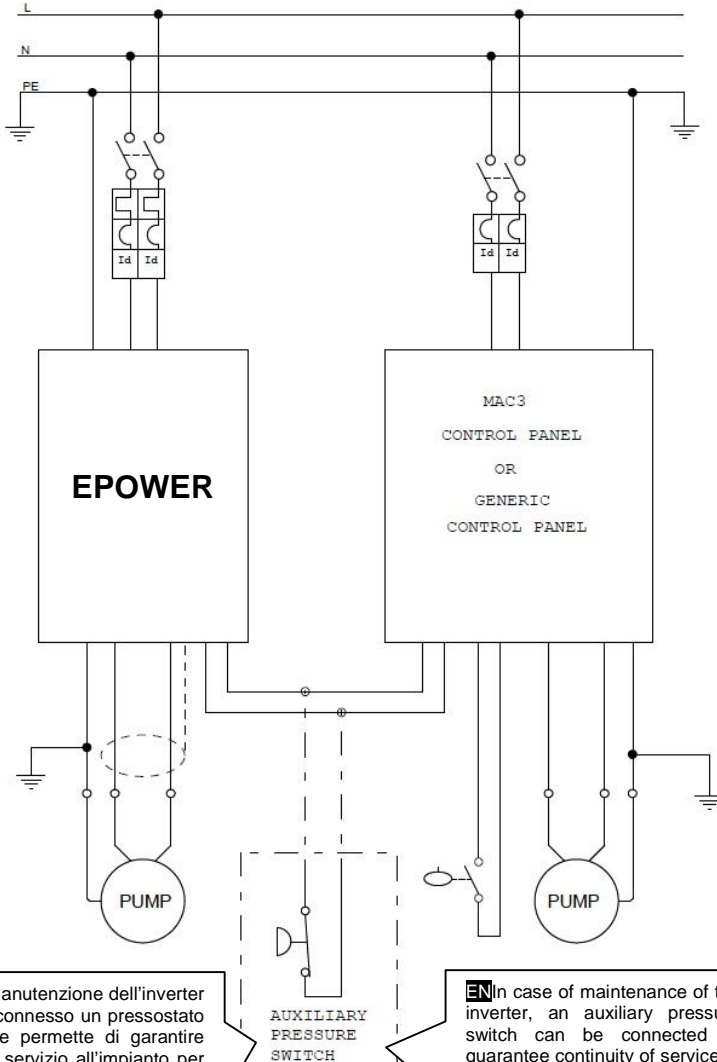 L
N
PE
Id Id
Id Id
EPOWER
MAC3
CONTROL PANEL
OR
GENERIC
CONTROL PANEL
PUMP
PUMP
AUXILIARY
PRESSURE
SWITCH
anutenzione dell'inverter
connesso un pressostato
e permette di garantire
servizio all'impianto per
ENIn case of maintenance of t
inverter, an auxiliary pressu
switch can be connected
guarantee continuity of service